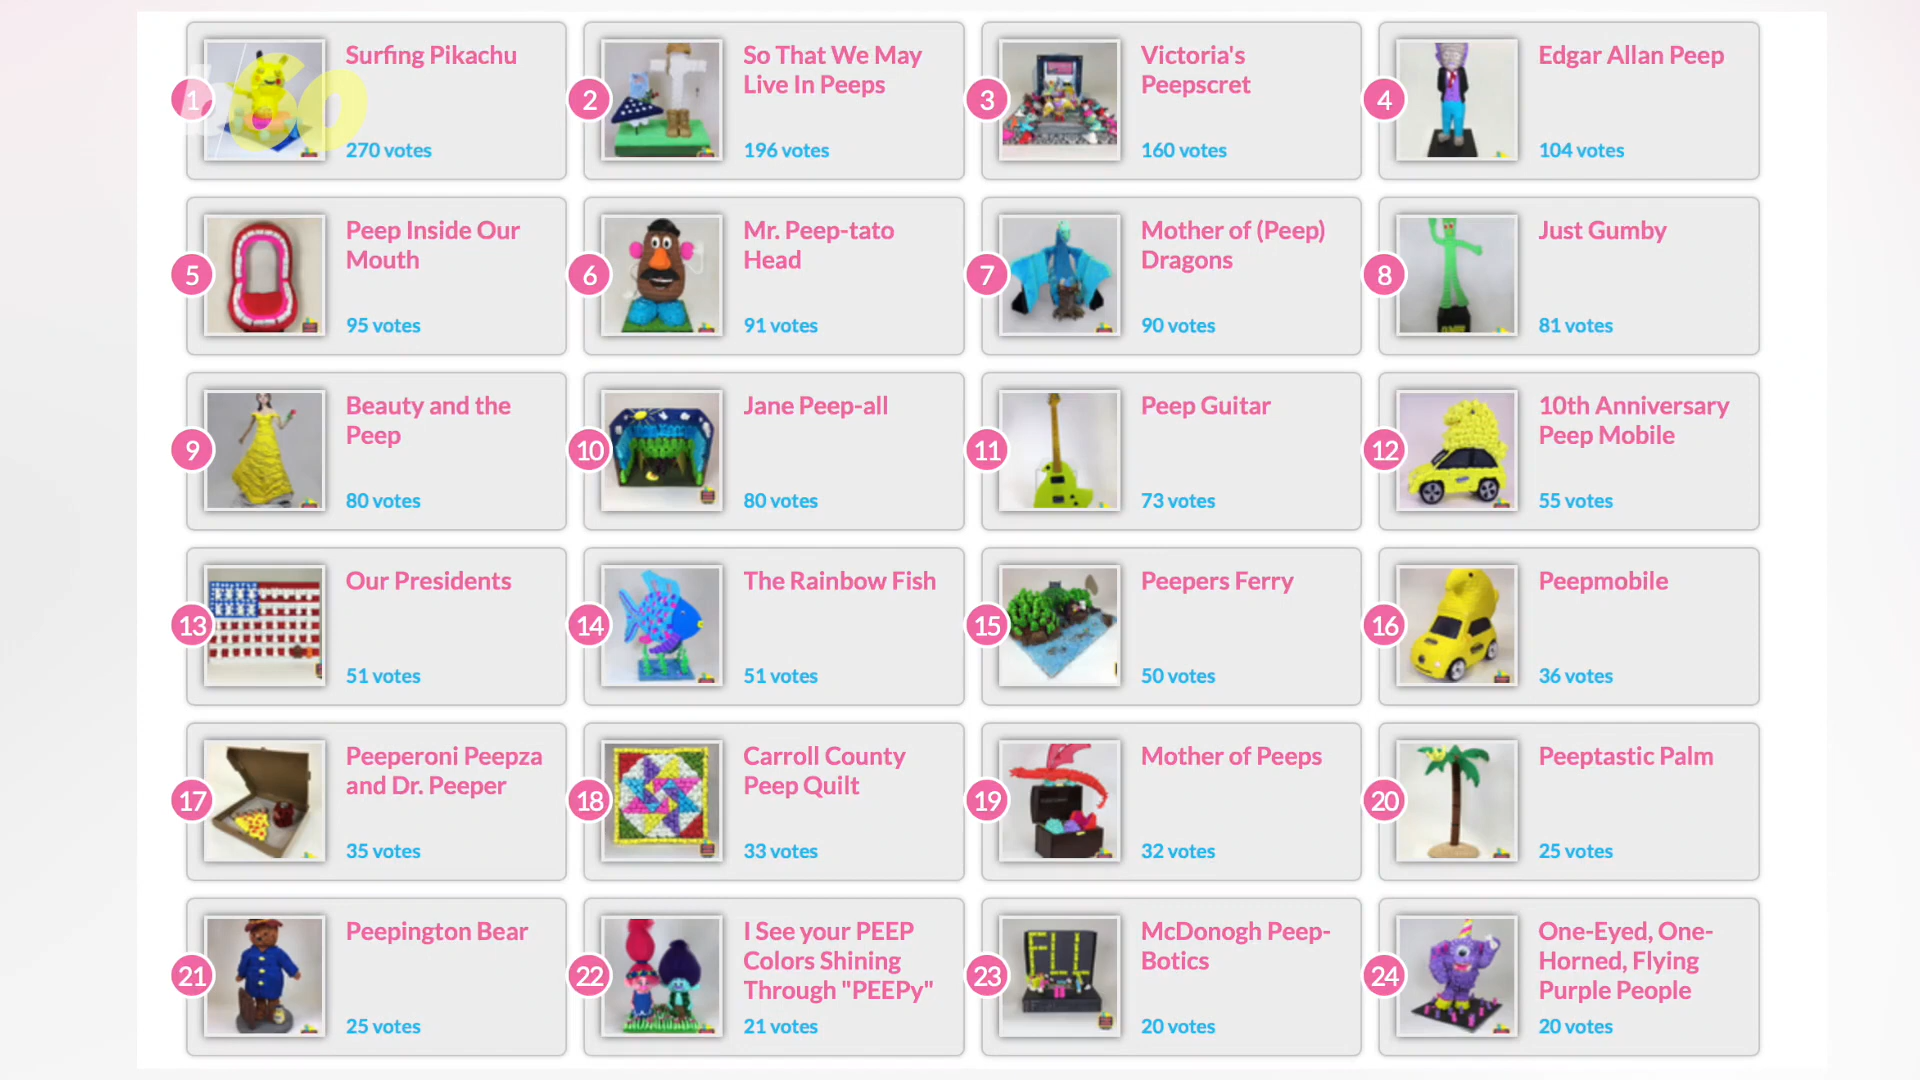 1
Surfing Pikachu
270 votes
2
So That We May
Live In Peeps
196 votes
3
Victoria's
Peepscret
160 votes
4
Edgar Allan Peep
104 votes
5
Peep Inside Our
Mouth
95 votes
6
Mr. Peep-tato
Head
91 votes
7
Mother of (Peep)
Dragons
90 votes
8
Just Gumby
81 votes
9
Beauty and the
Peep
80 votes
10
Jane Peep-all
80 votes
11
Peep Guitar
73 votes
12
10th Anniversary
Peep Mobile
55 votes
13
Our Presidents
51 votes
14
The Rainbow Fish
51 votes
15
Peepers Ferry
50 votes
16
Peepmobile
36 votes
17
Peeperoni Peepza
and Dr. Peeper
35 votes
18
Carroll County
Peep Quilt
33 votes
19
Mother of Peeps
32 votes
20
Peeptastic Palm
25 votes
21
Peepington Bear
25 votes
22
I See your PEEP
Colors Shining
Through "PEEPy"
21 votes
23
McDonogh Peep-
Botics
20 votes
24
One-Eyed, One-
Horned, Flying
Purple People
20 votes